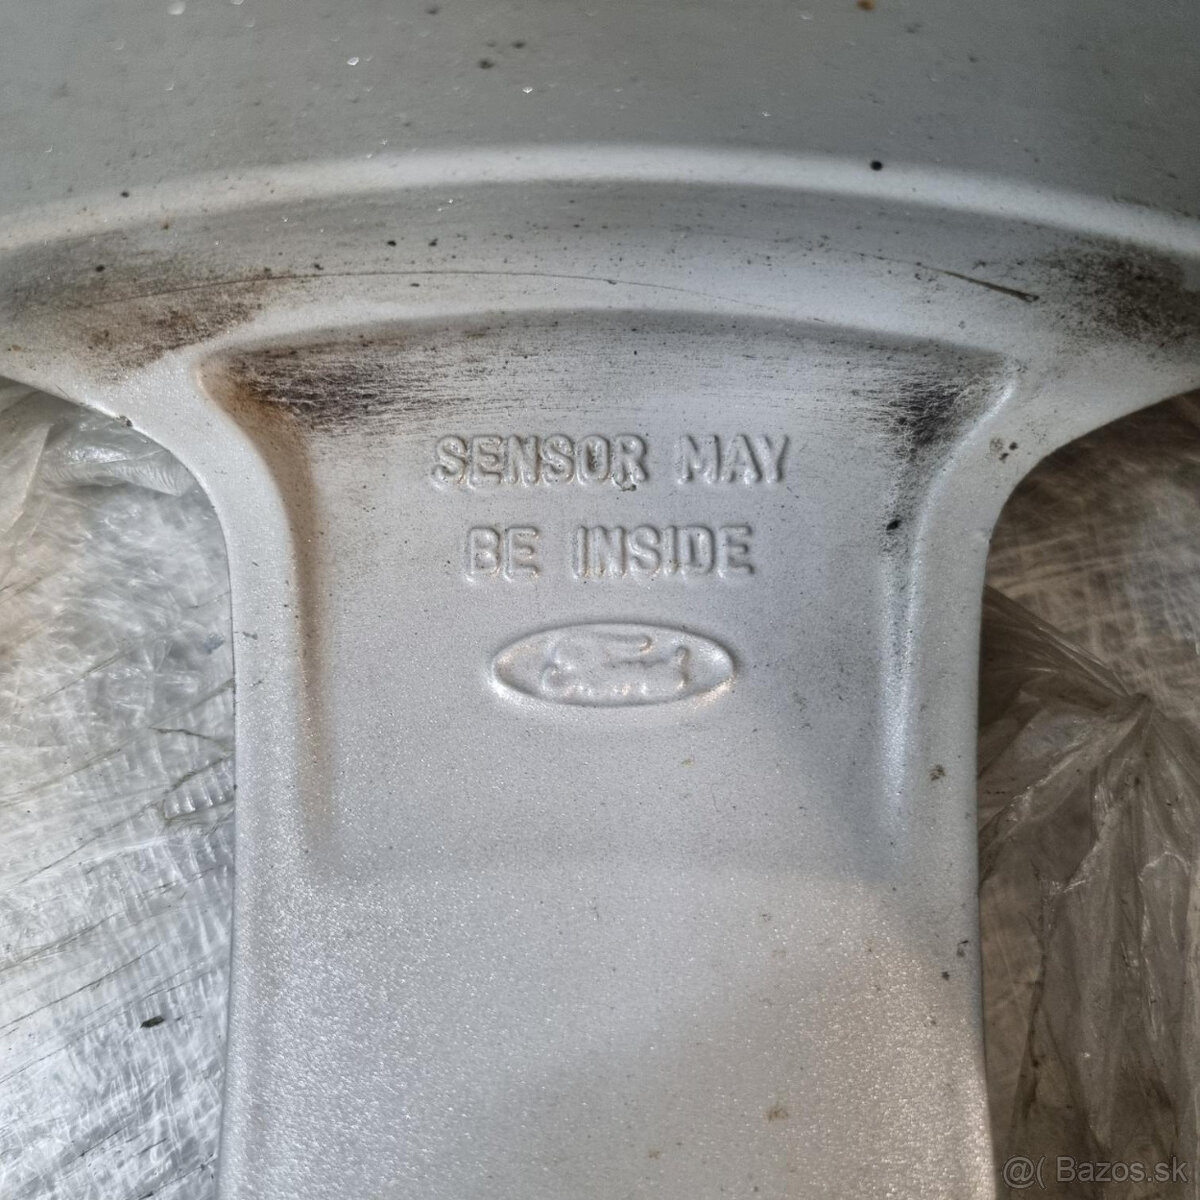 SENSOR MAY
BE INSIDE
Ford
@( Bazos.sk